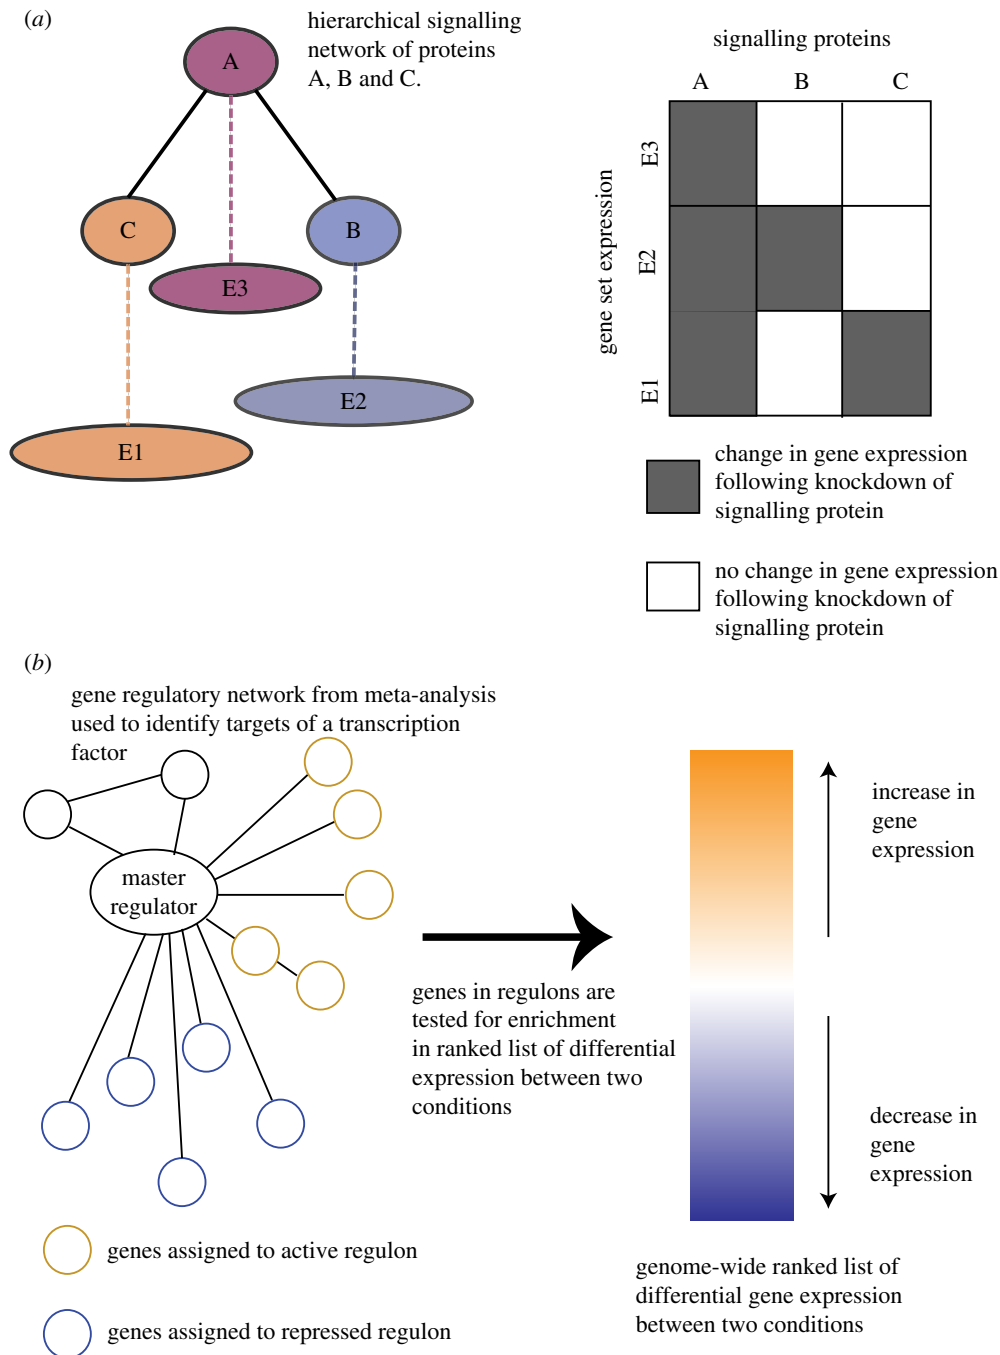 (a)
hierarchical signalling
network of proteins
A, B and C.
A
C
B
E3
E2
E1
signalling proteins
A B C
gene set expression
E3
E2
E1
change in gene expression
following knockdown of
signalling protein
no change in gene expression
following knockdown of
signalling protein
(b)
gene regulatory network from meta-analysis
used to identify targets of a transcription
factor
master
regulator
genes in regulons are
tested for enrichment
in ranked list of differential
expression between two
conditions
increase in
gene
expression
decrease in
gene
expression
genes assigned to active regulon
genes assigned to repressed regulon
genome-wide ranked list of
differential gene expression
between two conditions